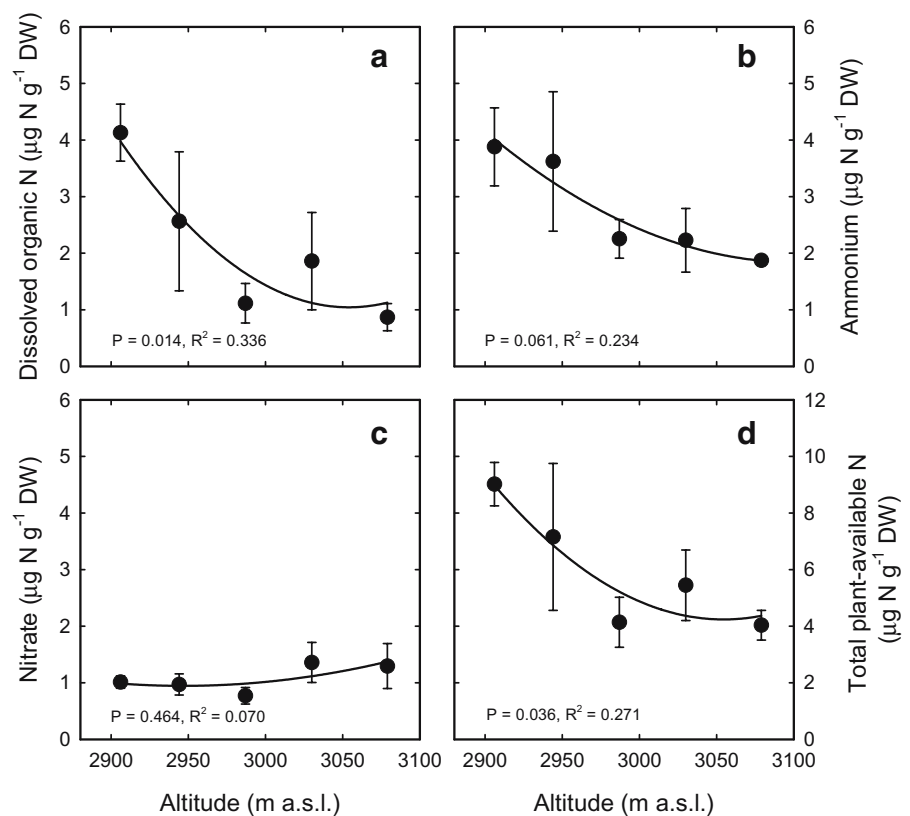 a
Dissolved organic N (µg N g⁻¹ DW)
6
5
4
3
2
1
0
P = 0.014, R² = 0.336
b
Ammonium (µg N g⁻¹ DW)
6
5
4
3
2
1
0
P = 0.061, R² = 0.234
c
Nitrate (µg N g⁻¹ DW)
6
5
4
3
2
1
0
P = 0.464, R² = 0.070
2900 2950 3000 3050 3100
Altitude (m a.s.l.)
d
Total plant-available N
(µg N g⁻¹ DW)
12
10
8
6
4
2
0
P = 0.036, R² = 0.271
2900 2950 3000 3050 3100
Altitude (m a.s.l.)